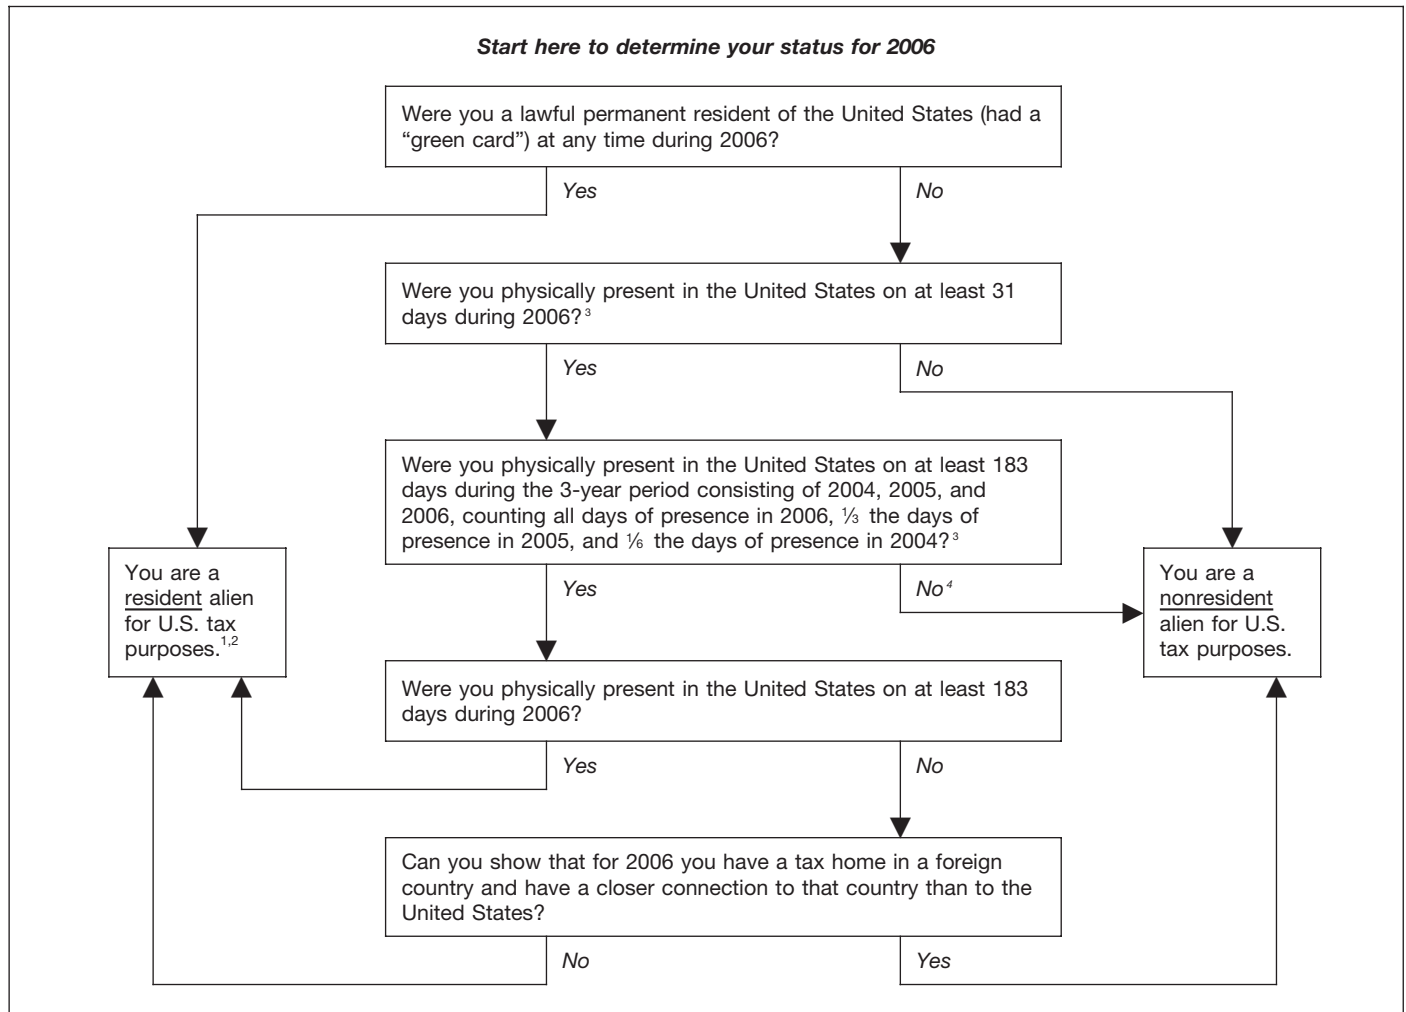 Start here to determine your status for 2006
Were you a lawful permanent resident of the United States (had a
“green card”) at any time during 2006?
Yes
No
Were you physically present in the United States on at least 31
days during 2006?³
Yes
No
Were you physically present in the United States on at least 183
days during the 3-year period consisting of 2004, 2005, and
2006, counting all days of presence in 2006, ⅓ the days of
presence in 2005, and ⅙ the days of presence in 2004?³
Yes
No⁴
You are a
resident alien
for U.S. tax
purposes.¹,²
You are a
nonresident
alien for U.S.
tax purposes.
Were you physically present in the United States on at least 183
days during 2006?
Yes
No
Can you show that for 2006 you have a tax home in a foreign
country and have a closer connection to that country than to the
United States?
No
Yes